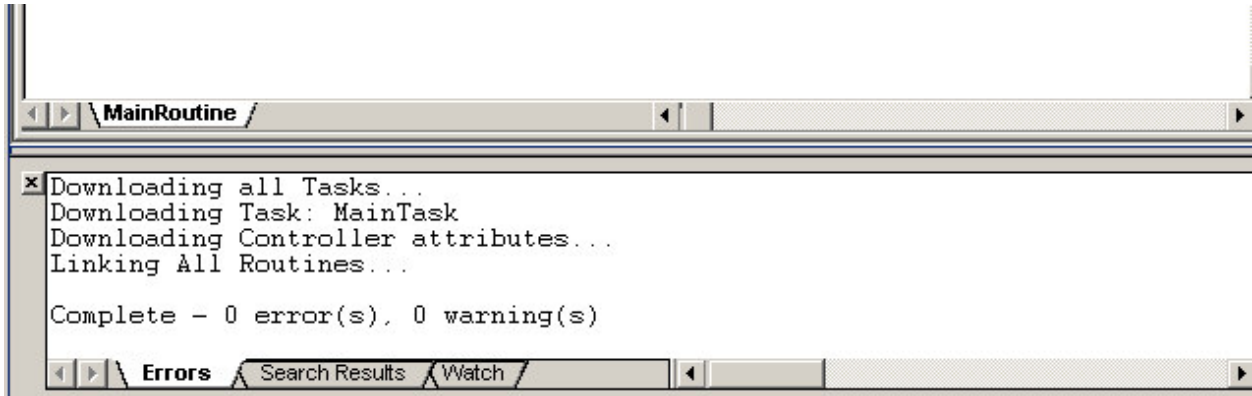 MainRoutine
Downloading all Tasks...
Downloading Task: MainTask
Downloading Controller attributes...
Linking All Routines...
Complete - 0 error(s), 0 warning(s)
Errors Search Results Watch